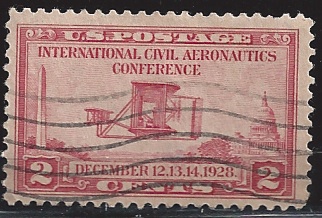 U.S. POSTAGE
INTERNATIONAL CIVIL AERONAUTICS
CONFERENCE
2 DECEMBER 12.13.14.1928. 2
CENTS